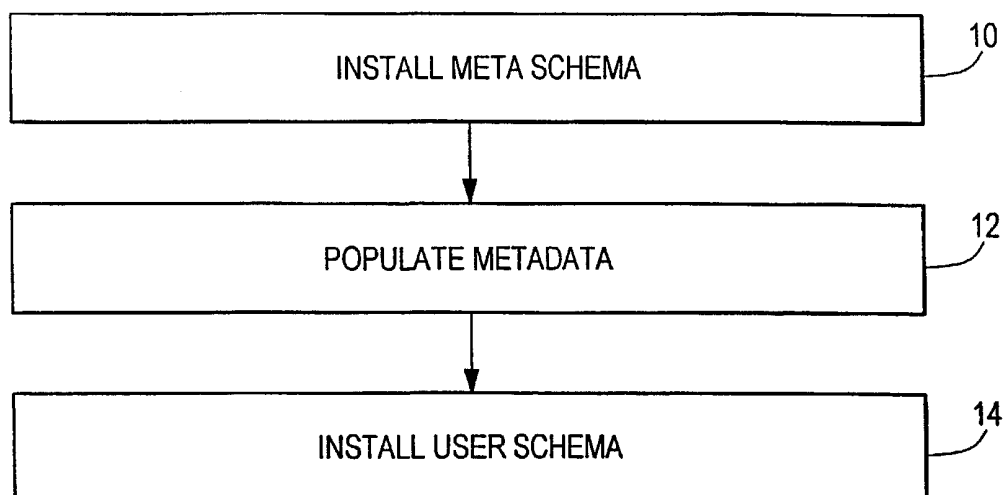 INSTALL META SCHEMA
10
POPULATE METADATA
12
INSTALL USER SCHEMA
14